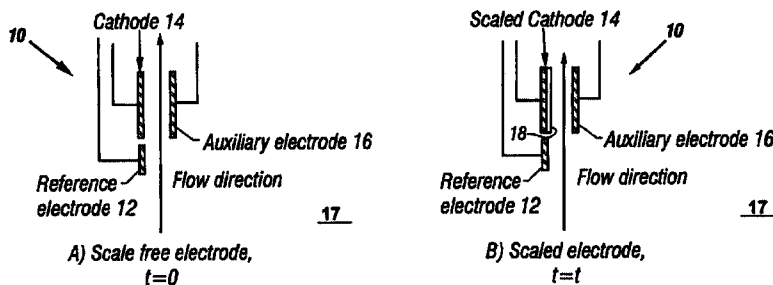 Cathode 14
10
Auxiliary electrode 16
Reference
electrode 12
Flow direction
17
A) Scale free electrode,
t=0
Scaled Cathode 14
10
18
Auxiliary electrode 16
Reference
electrode 12
Flow direction
17
B) Scaled electrode,
t=t